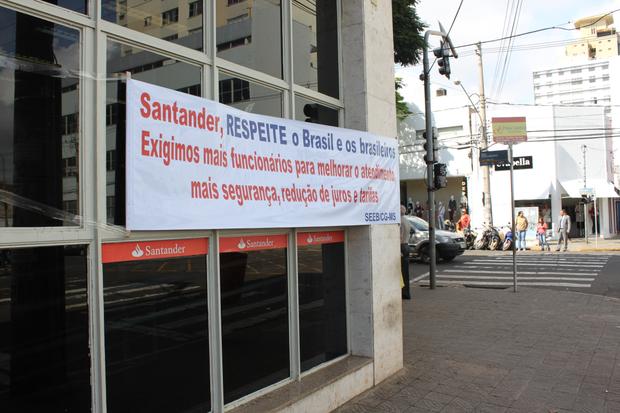 Santander, RESPEITE o Brasil e os brasileiros
Exigimos mais funcionários para melhorar o atendimento
mais segurança, redução de juros e tarifas
SEEB/CG-MS
Santander
Santander
Santander